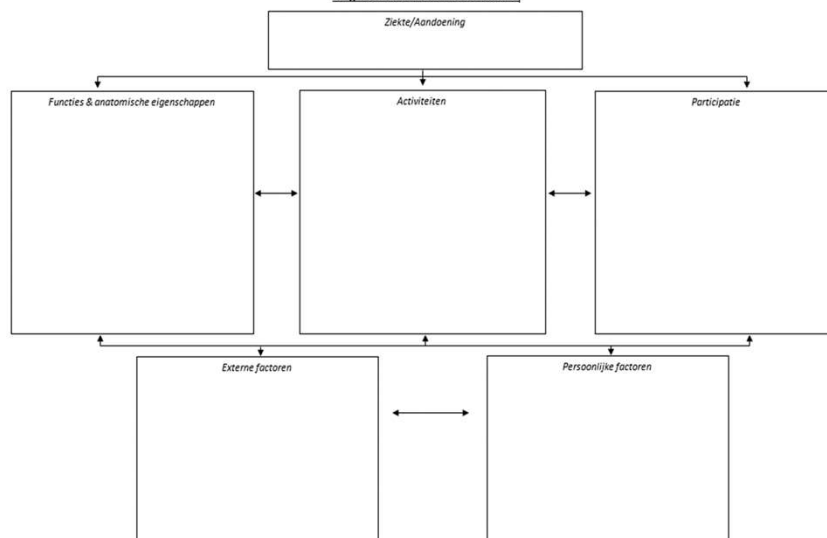 Ziekte/Aandoening
Functies & anatomische eigenschappen
Activiteiten
Participatie
Externe factoren
Persoonlijke factoren